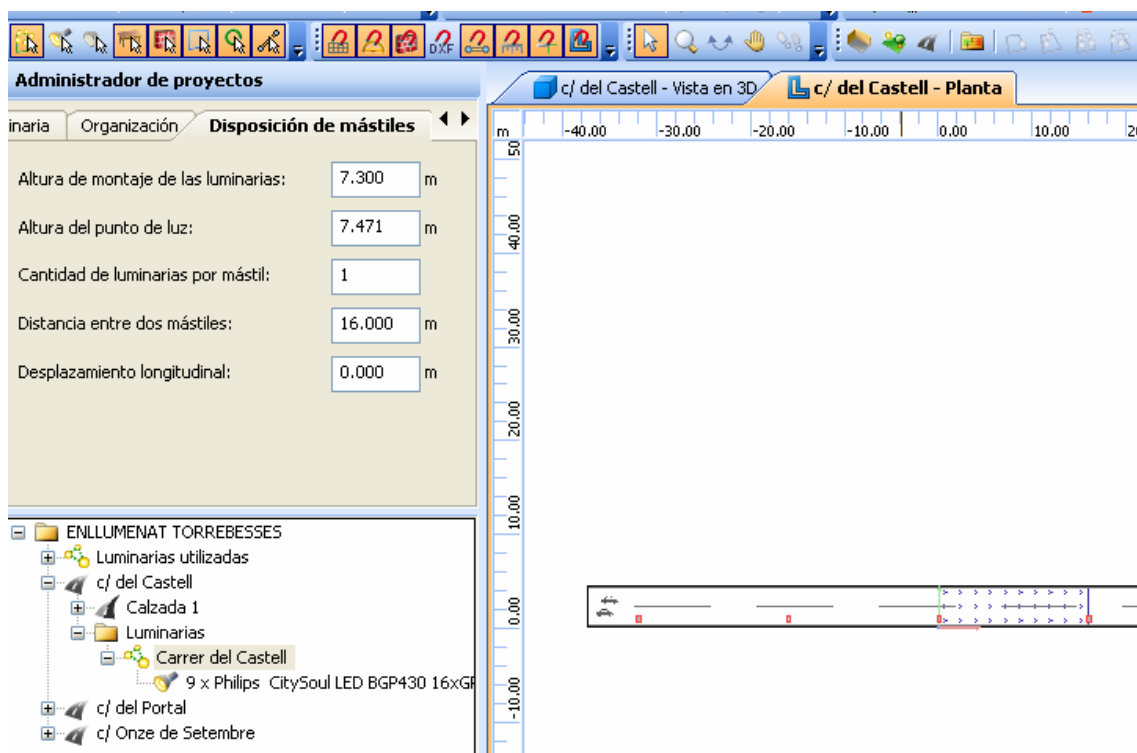 DXF
Administrador de proyectos
c/ del Castell - Vista en 3D
c/ del Castell - Planta
inaria
Organización
Disposición de mástiles
m
-40.00
-30.00
-20.00
-10.00
0.00
10.00
Altura de montaje de las luminarias:
7.300
m
Altura del punto de luz:
7.471
m
Cantidad de luminarias por mástil:
1
Distancia entre dos mástiles:
16.000
m
Desplazamiento longitudinal:
0.000
m
50
40.00
30.00
20.00
10.00
0.00
-10.00
ENLLUMENAT TORREBESSES
Luminarias utilizadas
c/ del Castell
Calzada 1
Luminarias
Carrer del Castell
9 x Philips CitySoul LED BGP430 16xGF
c/ del Portal
c/ Onze de Setembre